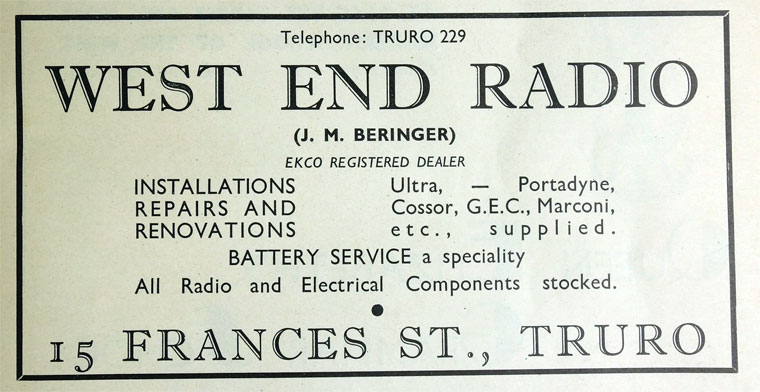 Telephone: TRURO 229
WEST END RADIO
(J. M. BERINGER)
EKCO REGISTERED DEALER
INSTALLATIONS Ultra, — Portadyne,
REPAIRS AND Cossor, G.E.C., Marconi,
RENOVATIONS etc., supplied.
BATTERY SERVICE a speciality
All Radio and Electrical Components stocked.
15 FRANCES ST., TRURO